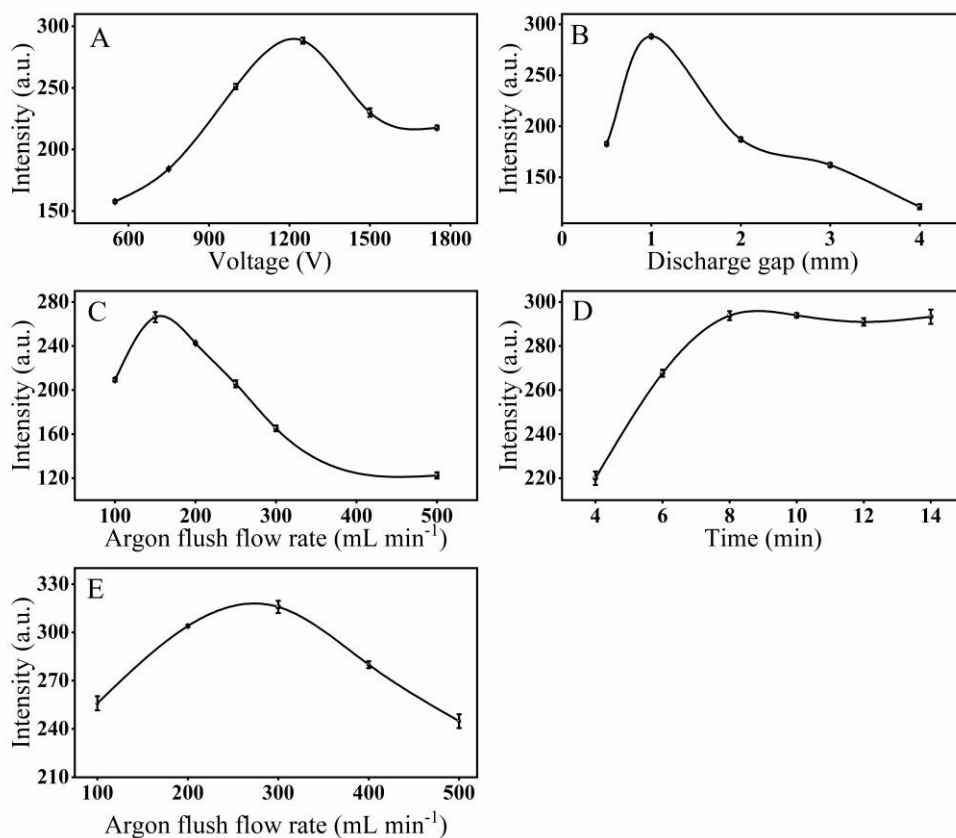 A
Intensity (a.u.)
300
250
200
150
600 900 1200 1500 1800
Voltage (V)
B
Intensity (a.u.)
300
250
200
150
0 1 2 3 4
Discharge gap (mm)
C
Intensity (a.u.)
280
240
200
160
120
100 200 300 400 500
Argon flush flow rate (mL min⁻¹)
D
Intensity (a.u.)
300
280
260
240
220
4 6 8 10 12 14
Time (min)
E
Intensity (a.u.)
330
300
270
240
210
100 200 300 400 500
Argon flush flow rate (mL min⁻¹)